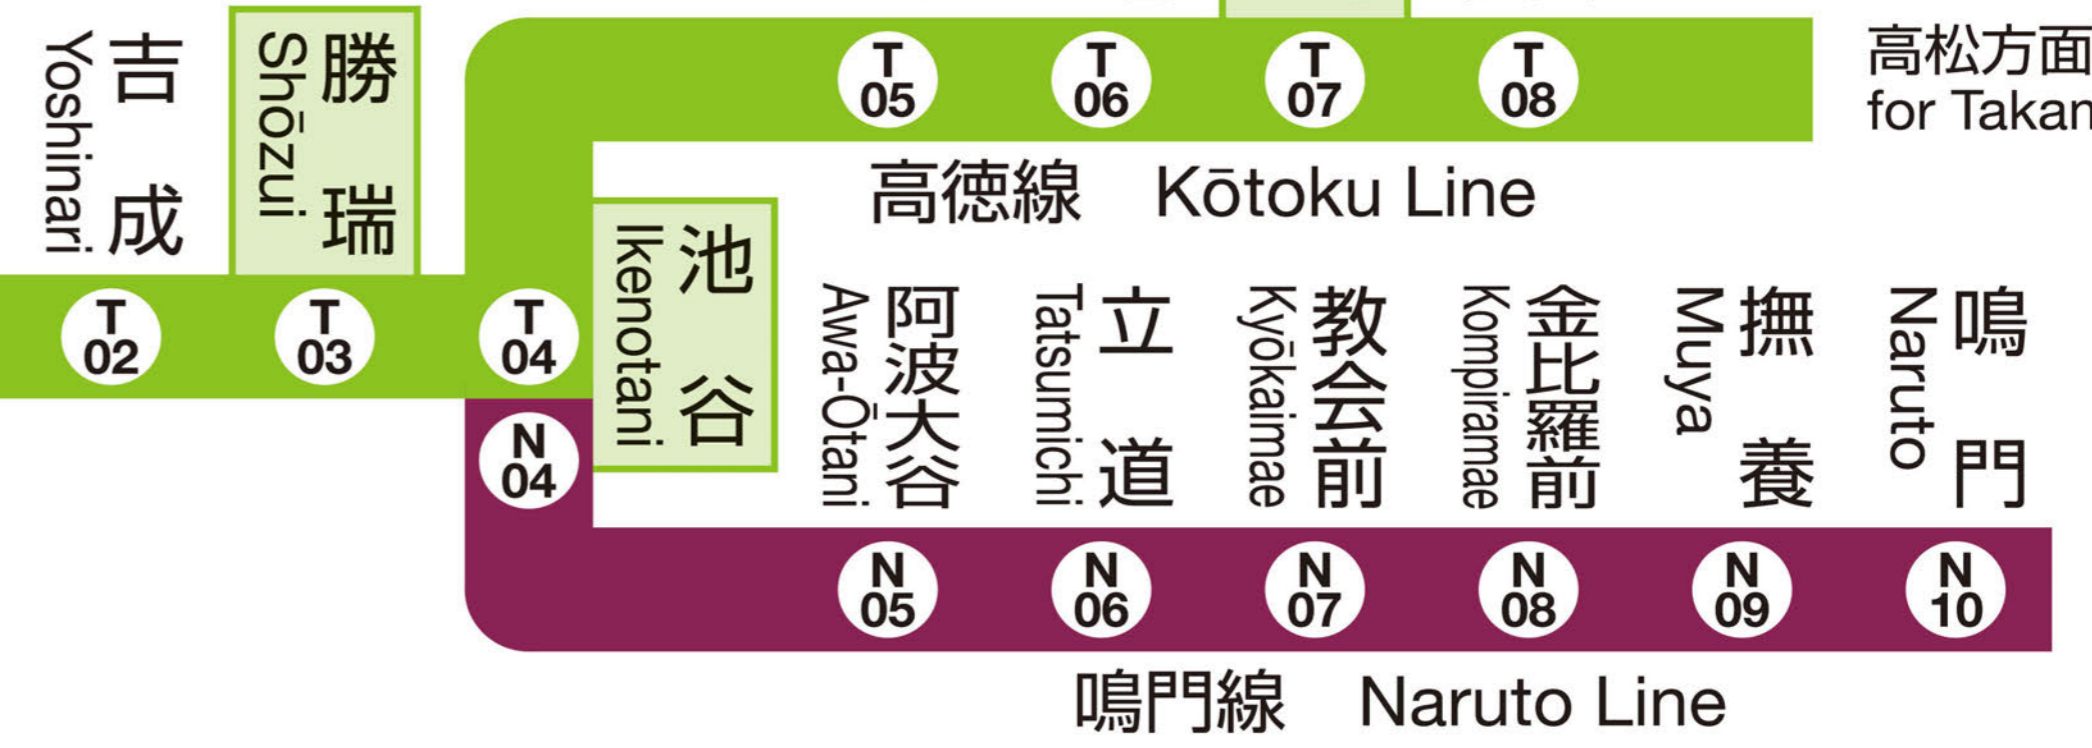 吉成
Yoshinari
勝瑞
Shōzui
T
05
T
06
T
07
T
08
高松方面
for Takam
高徳線 Kōtoku Line
T
02
T
03
T
04
N
04
池谷
Ikenotani
阿波大谷
Awa-Ōtani
立道
Tatsumichi
教会前
Kyōkaimae
金比羅前
Kompiramae
撫養
Muya
鳴門
Naruto
N
05
N
06
N
07
N
08
N
09
N
10
鳴門線 Naruto Line